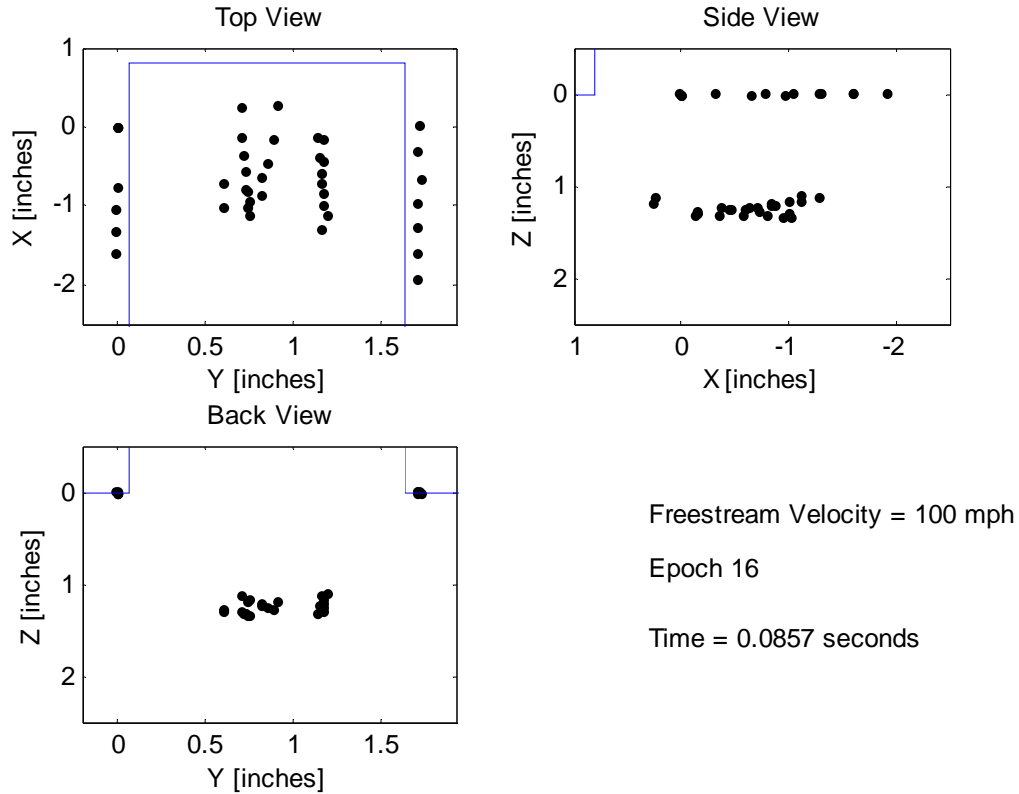 Top View
1
0
-1
-2
X [inches]
0
0.5
1
1.5
Y [inches]
Side View
0
1
2
Z [inches]
1
0
-1
-2
X [inches]
Back View
0
1
2
Z [inches]
0
0.5
1
1.5
Y [inches]
Freestream Velocity = 100 mph
Epoch 16
Time = 0.0857 seconds